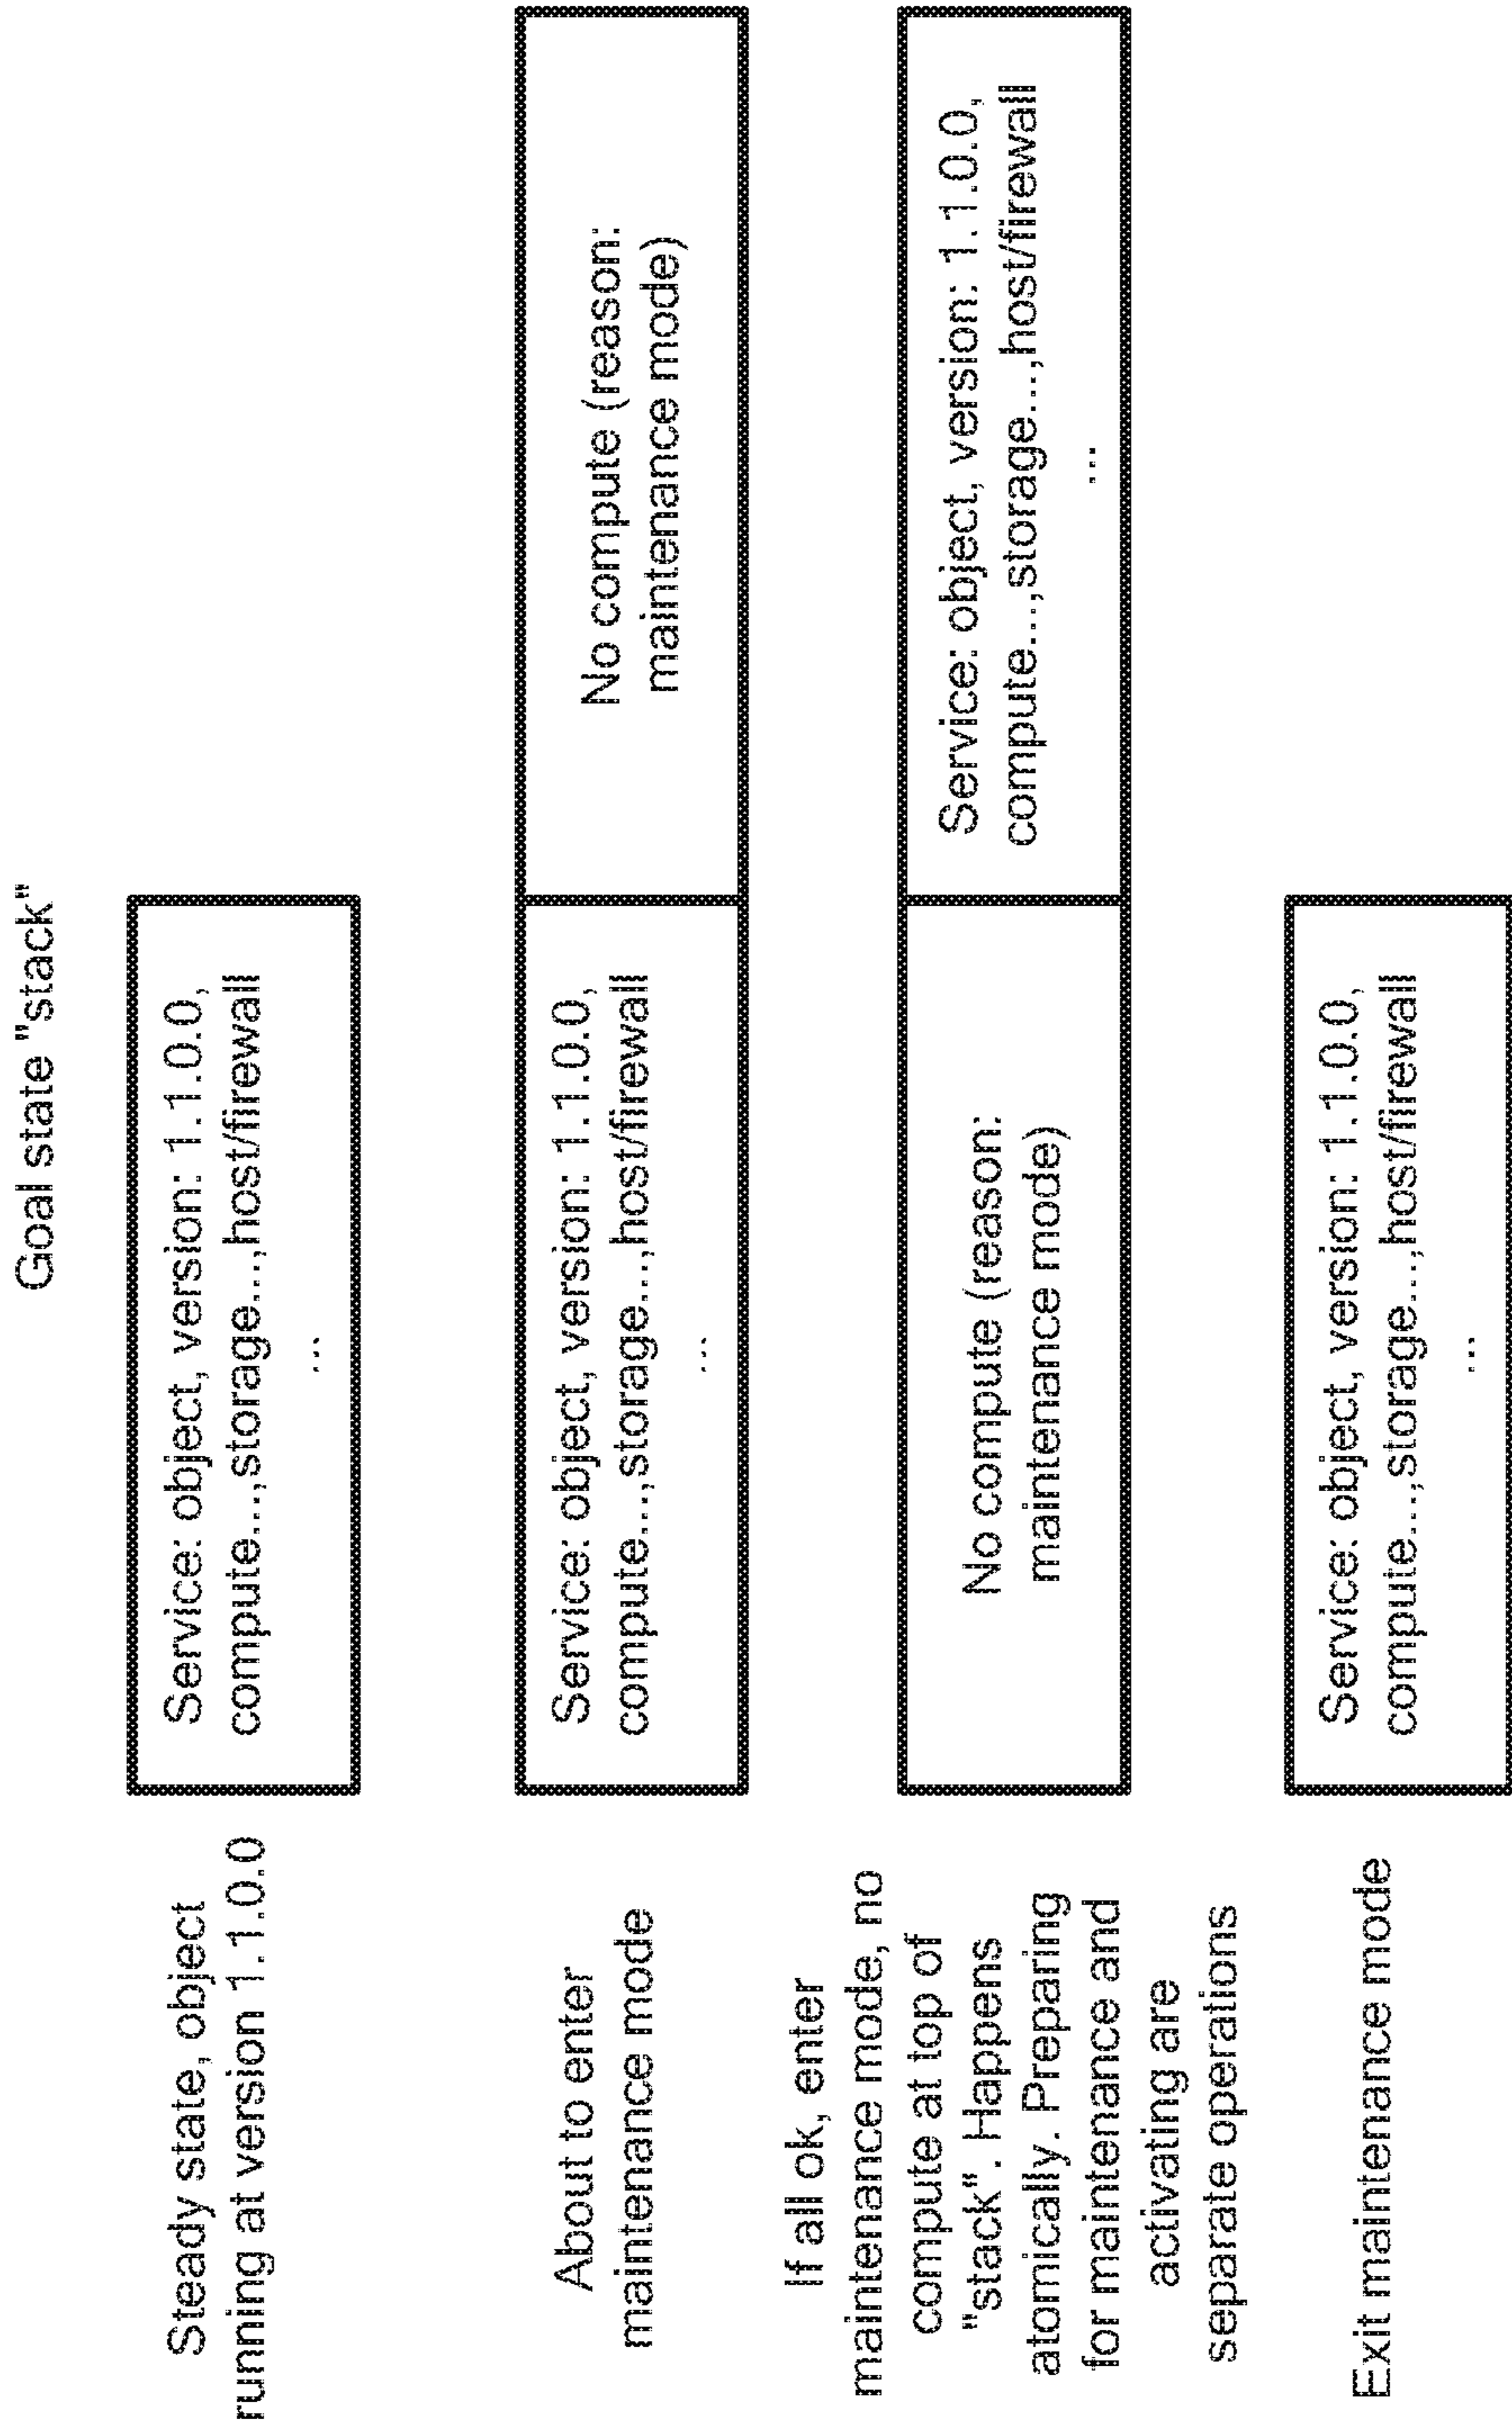 Goal state "stack"
Steady state, object
running at version 1.1.0.0
Service: object, version: 1.1.0.0,
compute...,storage...,host/firewall
...
About to enter
maintenance mode
Service: object, version: 1.1.0.0,
compute...,storage...,host/firewall
...
No compute (reason:
maintenance mode)
If all ok, enter
maintenance mode, no
compute at top of
"stack". Happens
atomically. Preparing
for maintenance and
activating are
separate operations
No compute (reason:
maintenance mode)
Service: object, version: 1.1.0.0,
compute...,storage...,host/firewall
...
Exit maintenance mode
Service: object, version: 1.1.0.0,
compute...,storage...,host/firewall
...